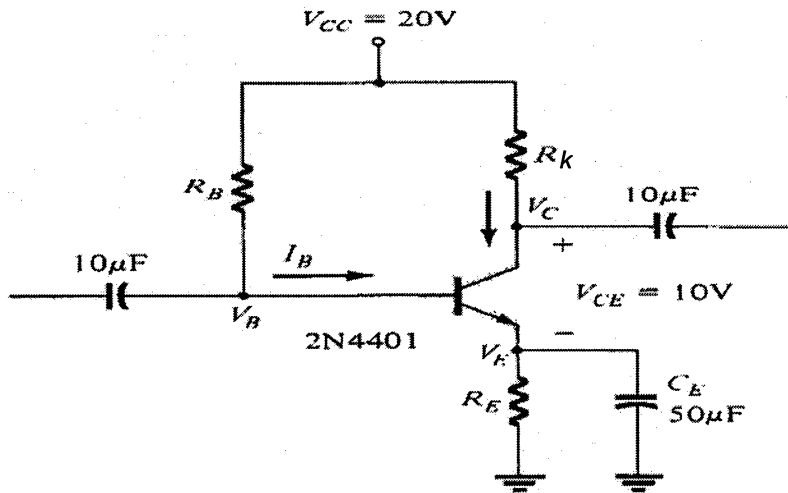 V_CC = 20V
R_B
R_k
10μF
V_C
10μF
I_B
+
V_CE = 10V
V_B
2N4401
−
V_E
R_E
C_E
50μF